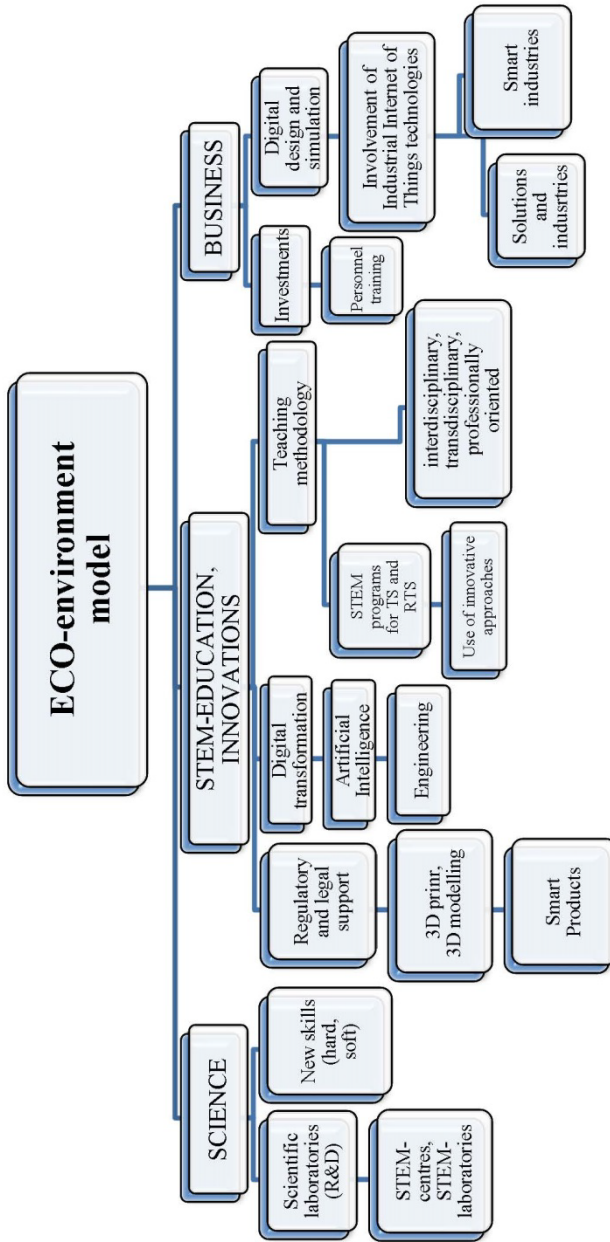 ECO-environment
model
SCIENCE
STEM-EDUCATION,
INNOVATIONS
BUSINESS
Scientific
laboratories
(R&D)
New skills
(hard,
soft)
STEM-
centres,
STEM-
laboratories
Regulatory
and legal
support
3D prinr,
3D modelling
Smart
Products
Digital
transformation
Artificial
Intelligence
Engineering
Teaching
methodology
STEM
programs
for TS and
RTS
Use of innovative
approaches
interdisciplinary,
transdisciplinary,
professionally
oriented
Investments
Personnel
training
Digital
design and
simulation
Involvement of
Industrial Internet of
Things technologies
Solutions
and
indusrtries
Smart
industries